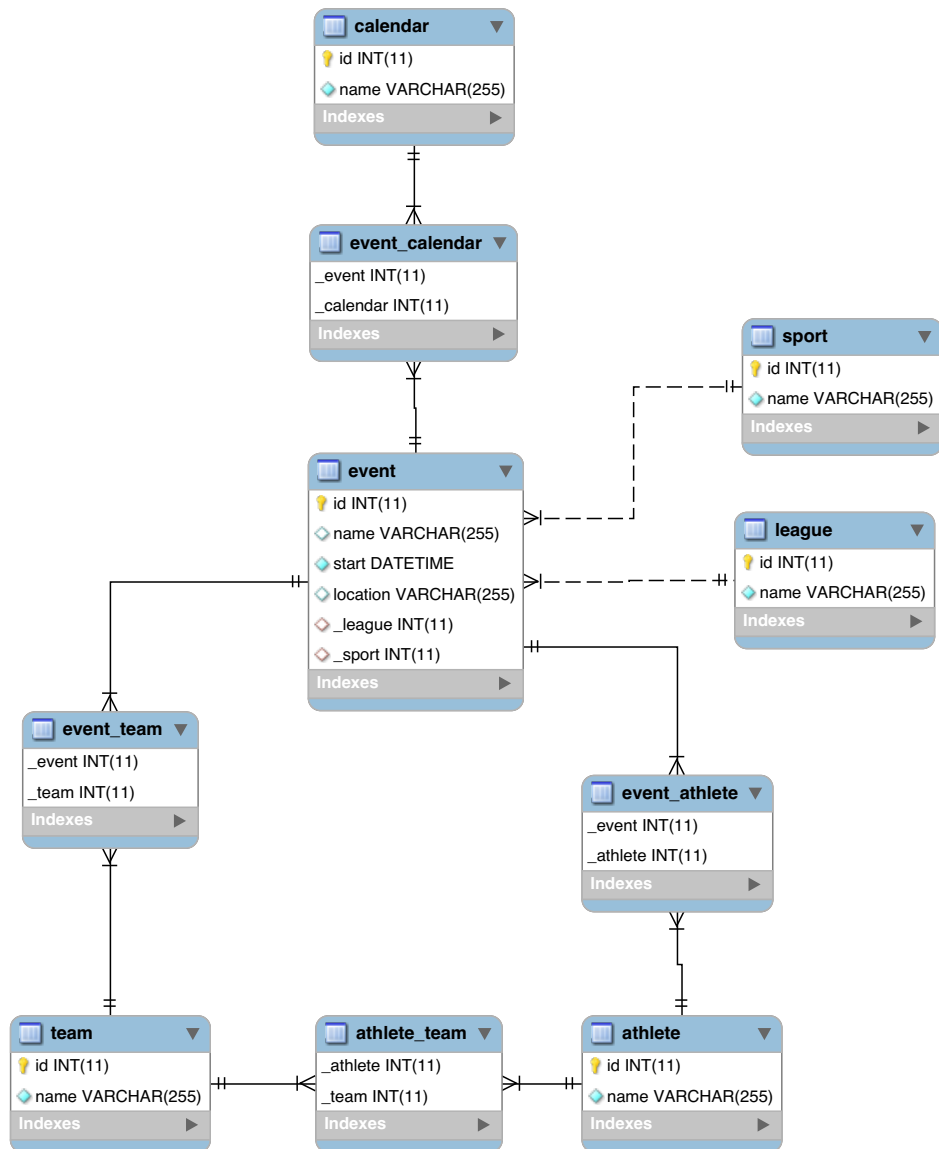 calendar
id INT(11)
name VARCHAR(255)
Indexes
event_calendar
_event INT(11)
_calendar INT(11)
Indexes
sport
id INT(11)
name VARCHAR(255)
Indexes
event
id INT(11)
name VARCHAR(255)
start DATETIME
location VARCHAR(255)
_league INT(11)
_sport INT(11)
Indexes
league
id INT(11)
name VARCHAR(255)
Indexes
event_team
_event INT(11)
_team INT(11)
Indexes
event_athlete
_event INT(11)
_athlete INT(11)
Indexes
team
id INT(11)
name VARCHAR(255)
Indexes
athlete_team
_athlete INT(11)
_team INT(11)
Indexes
athlete
id INT(11)
name VARCHAR(255)
Indexes